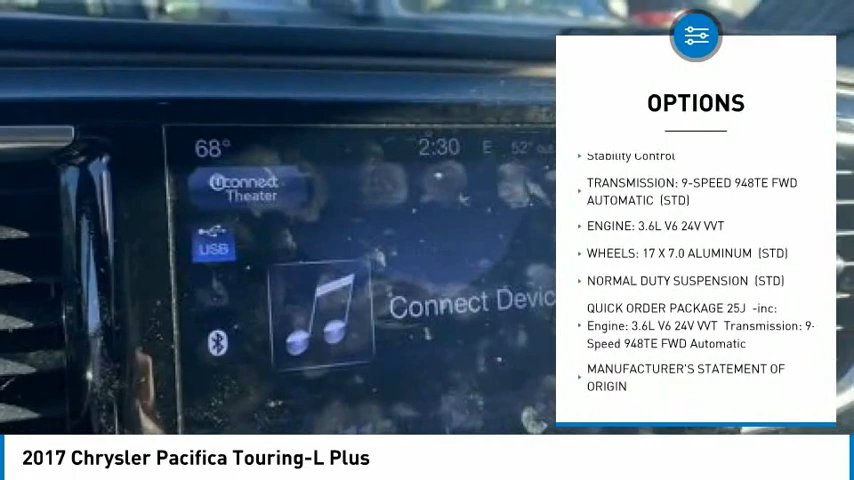 68°
2:30
E
52° out
Uconnect
Theater
USB
Connect Devic
OPTIONS
Stability Control
TRANSMISSION: 9-SPEED 948TE FWD
AUTOMATIC (STD)
ENGINE: 3.6L V6 24V VVT
WHEELS: 17 X 7.0 ALUMINUM (STD)
NORMAL DUTY SUSPENSION (STD)
QUICK ORDER PACKAGE 25J -inc:
Engine: 3.6L V6 24V VVT Transmission: 9-
Speed 948TE FWD Automatic
MANUFACTURER'S STATEMENT OF
ORIGIN
2017 Chrysler Pacifica Touring-L Plus